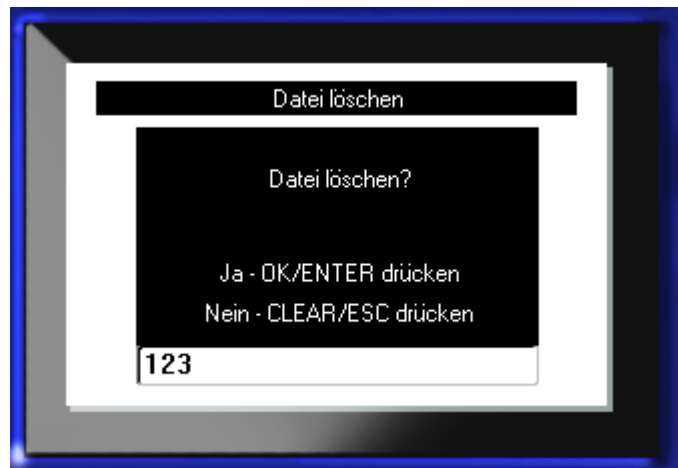 Datei löschen
Datei löschen?
Ja - OK/ENTER drücken
Nein - CLEAR/ESC drücken
123